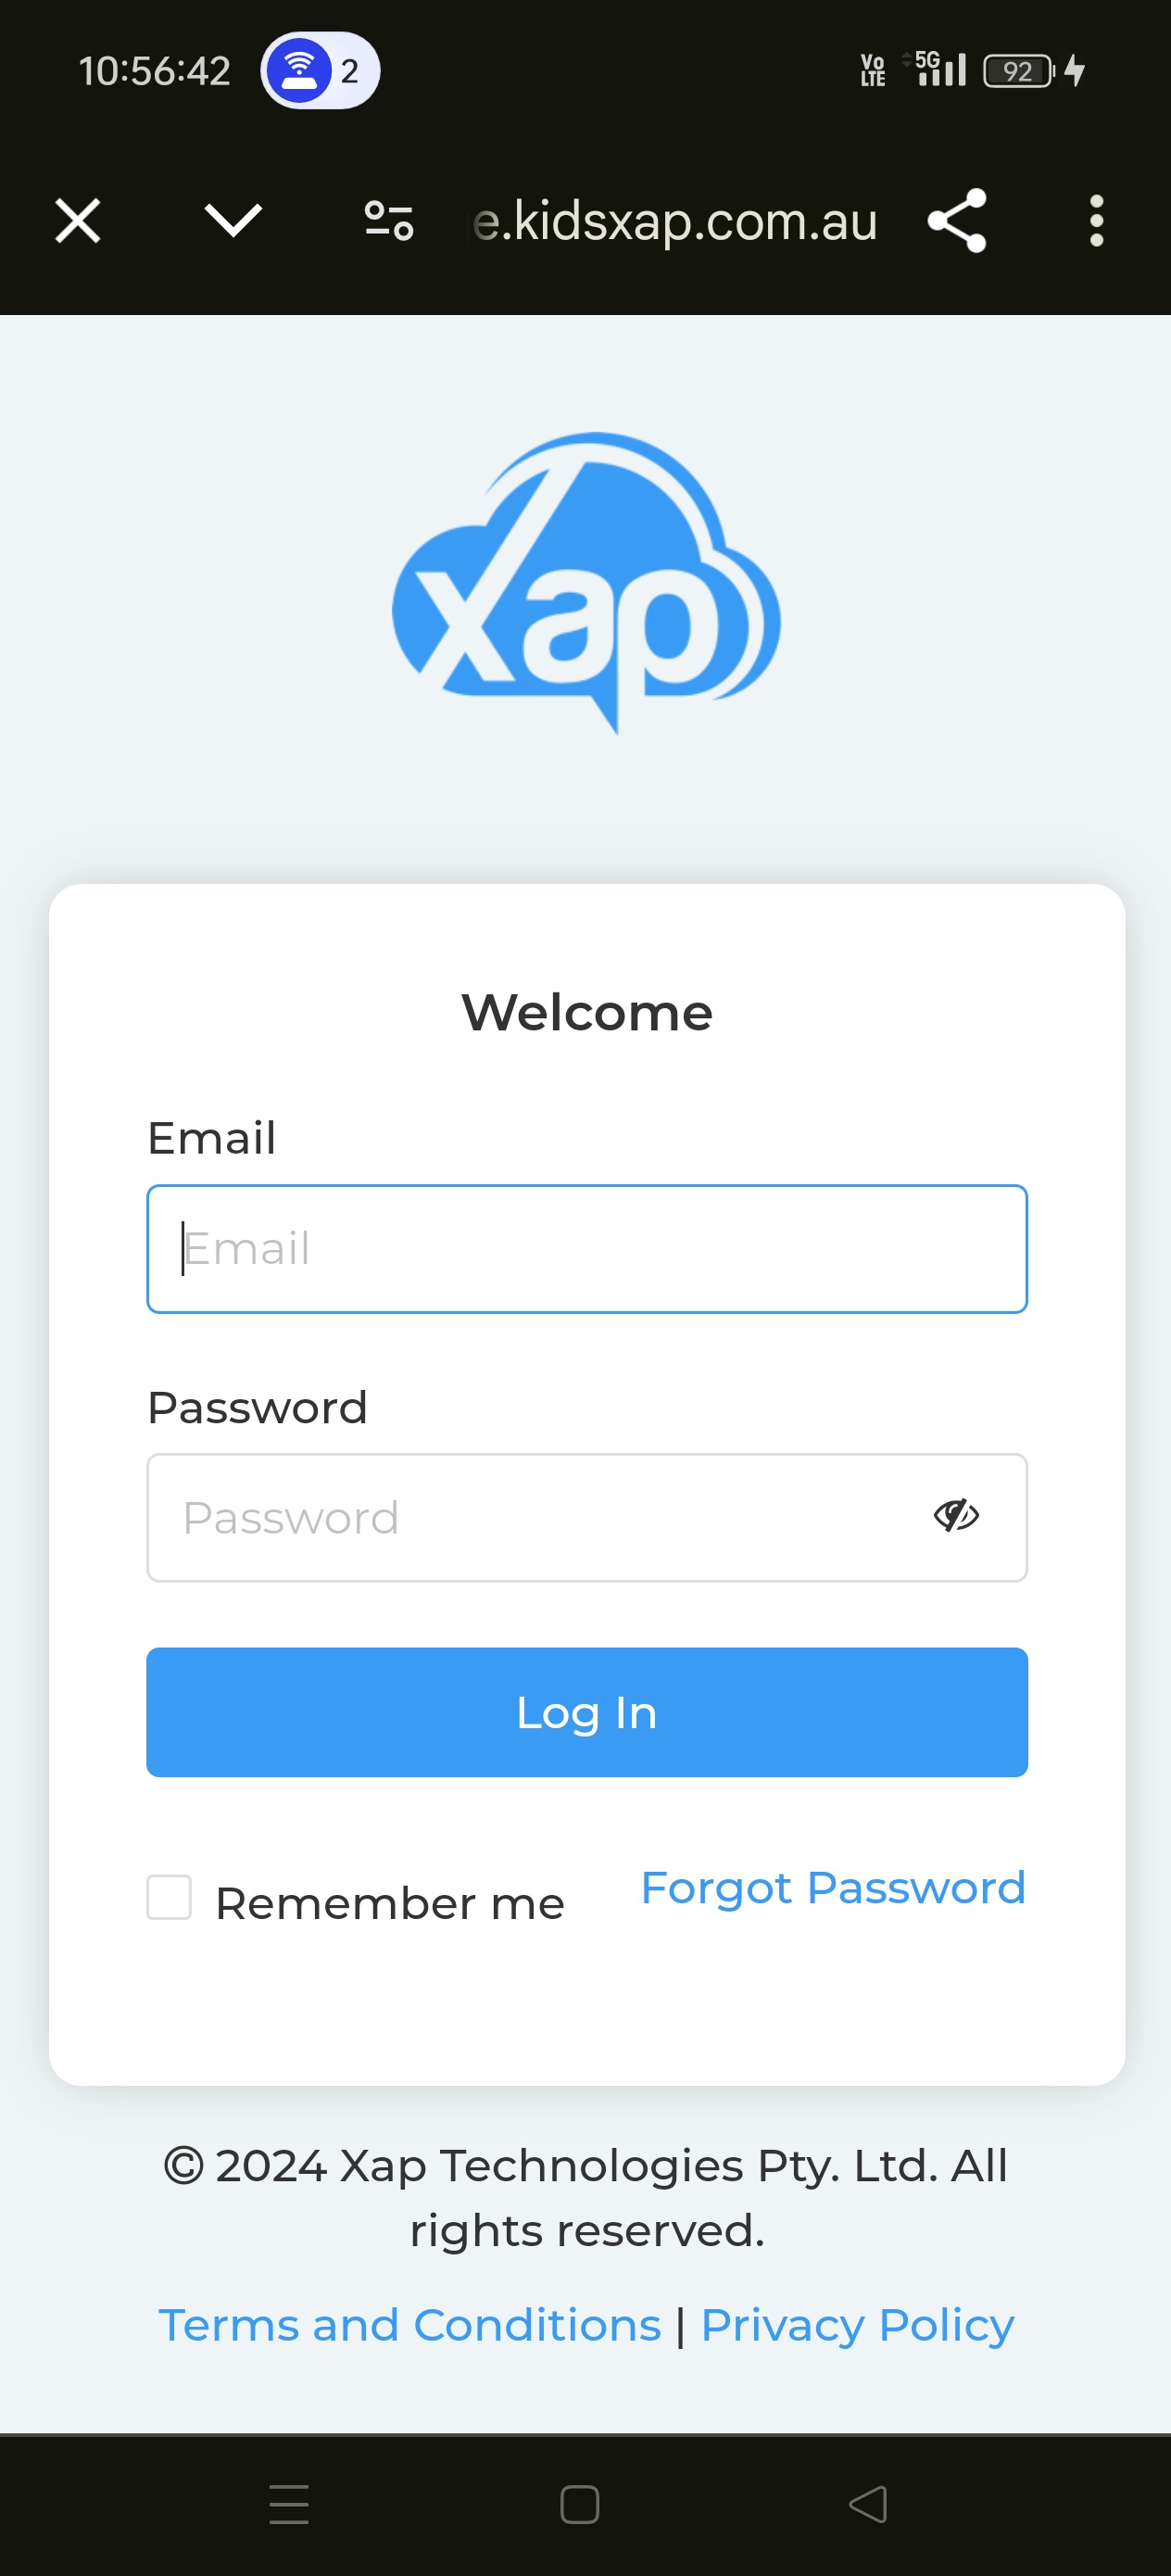 10:56:42 2 Vo LTE 5G 92
e.kidsxap.com.au
xap
Welcome
Email
Email
Password
Password
Log In
Remember me Forgot Password
© 2024 Xap Technologies Pty. Ltd. All
rights reserved.
Terms and Conditions | Privacy Policy